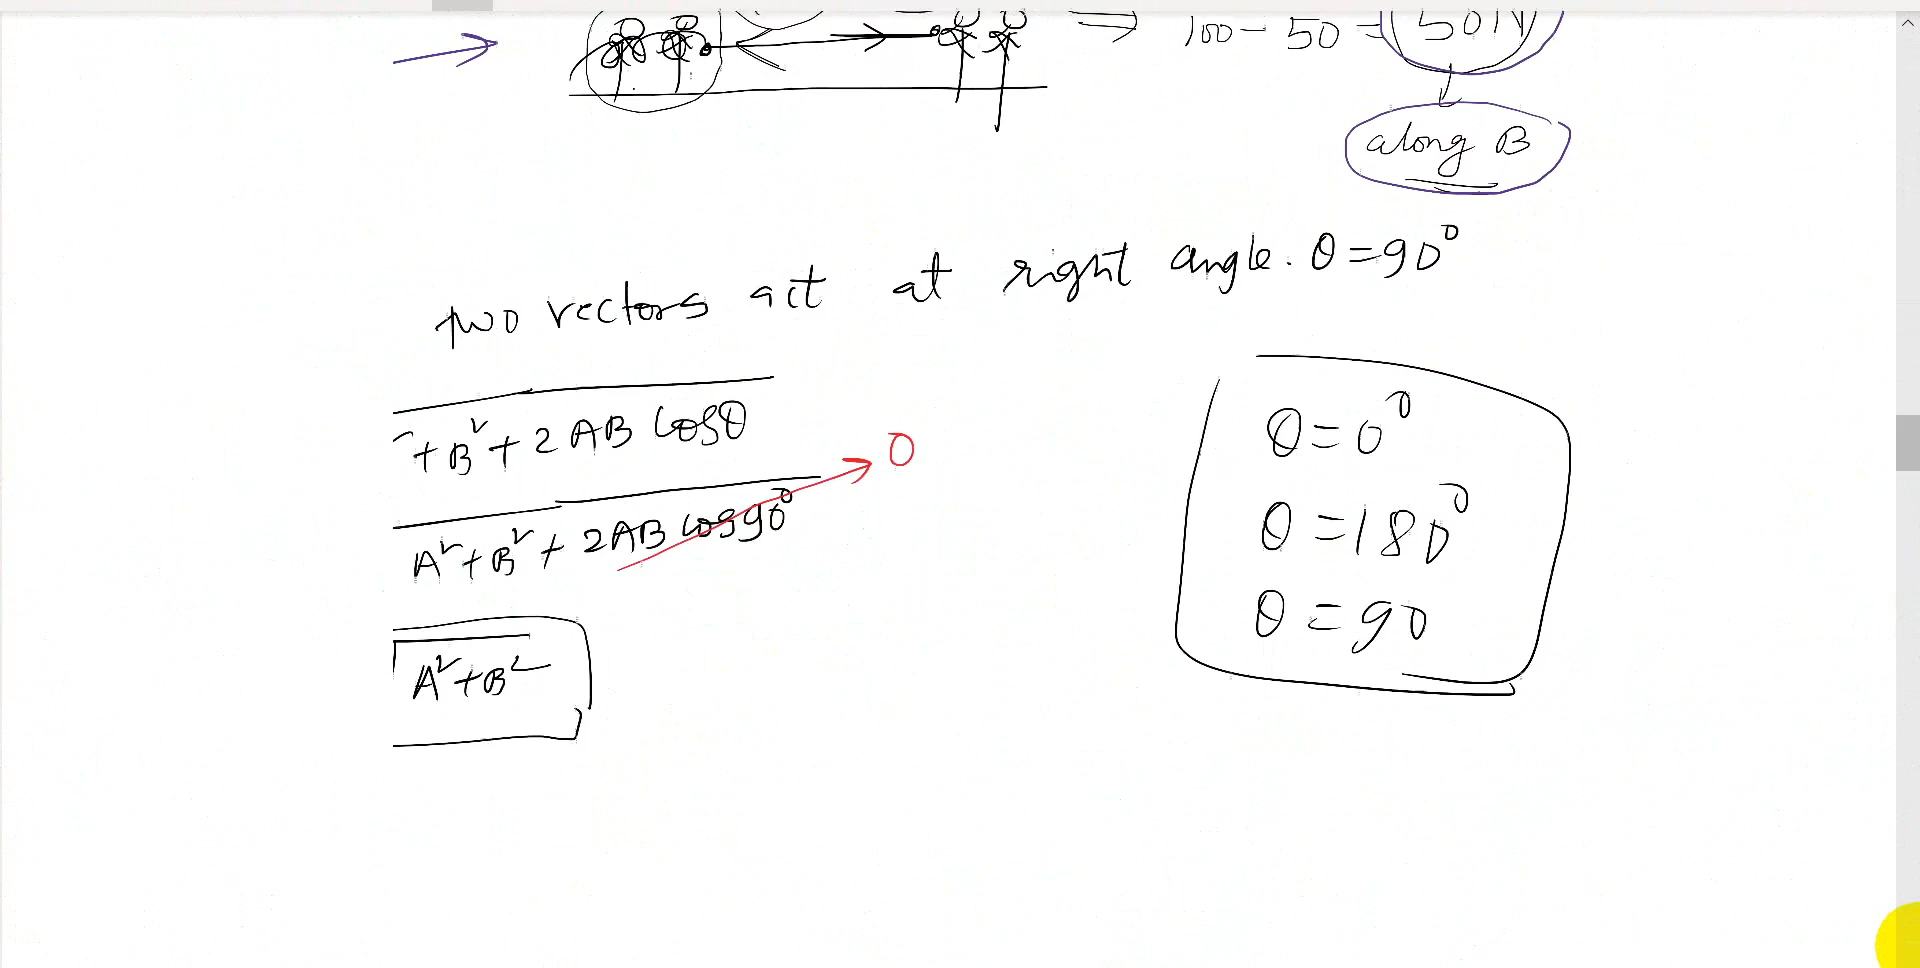 100 - 50 = 50N
along B
two vectors act at right angle. θ = 90°
+ B² + 2AB cosθ
A² + B² + 2AB cos90° 0
A² + B²
θ = 0°
θ = 180°
θ = 90